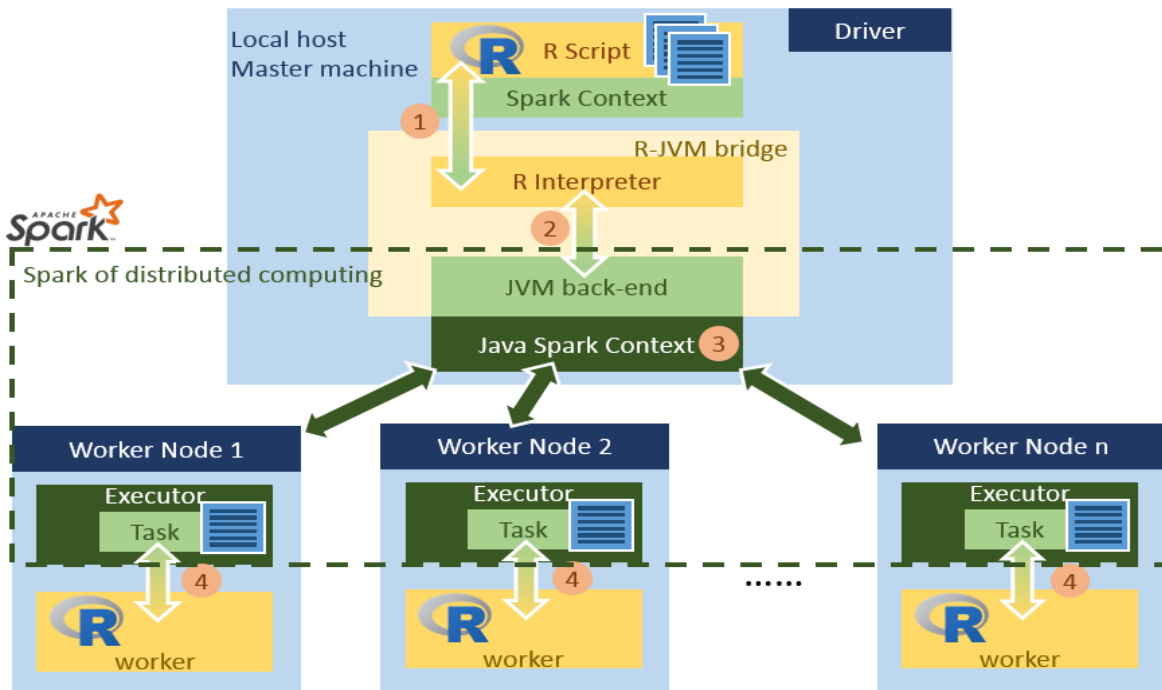 Driver
Local host
Master machine
R
R Script
Spark Context
1
R-JVM bridge
R Interpreter
2
APACHE
Spark
Spark of distributed computing
JVM back-end
Java Spark Context
3
Worker Node 1
Executor
Task
4
R
worker
Worker Node 2
Executor
Task
4
R
worker
......
Worker Node n
Executor
Task
4
R
worker